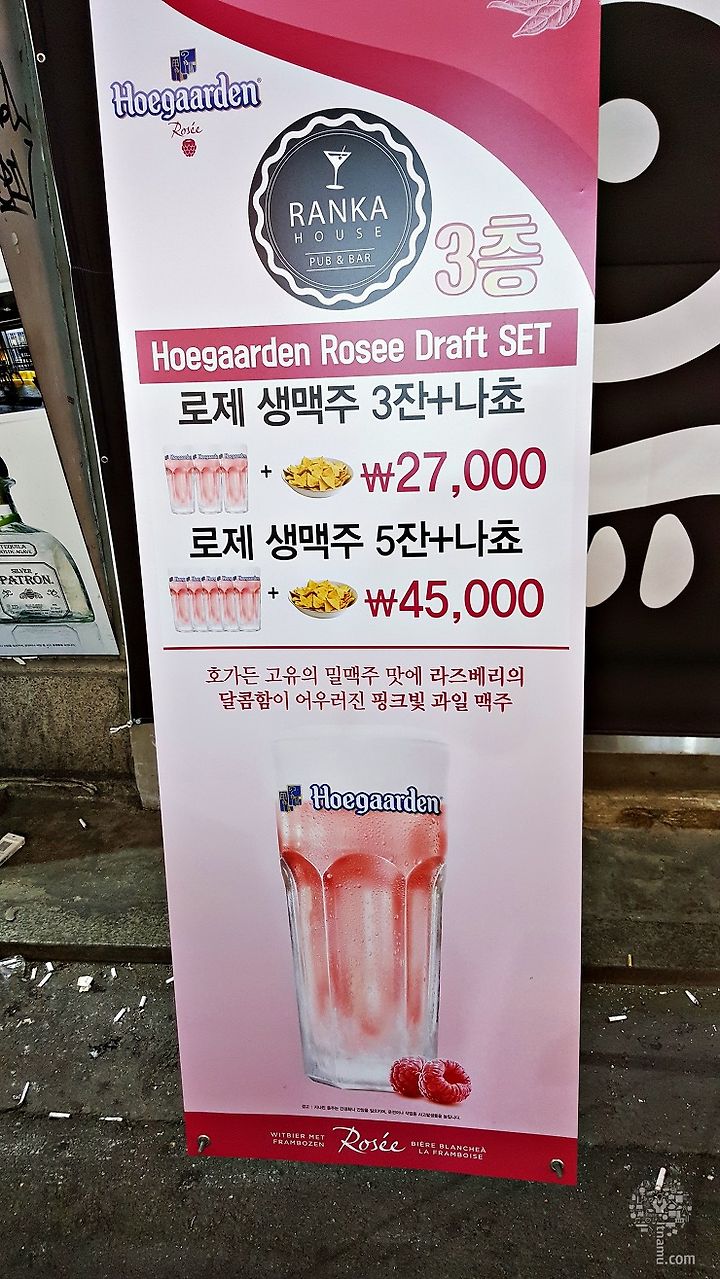 Hoegaarden
Rosée
RANKA
HOUSE
PUB & BAR
3층
Hoegaarden Rosee Draft SET
로제 생맥주 3잔+나쵸
+ ₩27,000
로제 생맥주 5잔+나쵸
+ ₩45,000
TEQUILA
SILVER
PATRÓN.
호가든 고유의 밀맥주 맛에 라즈베리의
달콤함이 어우러진 핑크빛 과일 맥주
Hoegaarden
WITBIER MET
FRAMBOZEN
Rosée
BIÈRE BLANCHEÀ
LA FRAMBOISE
tnamu.com